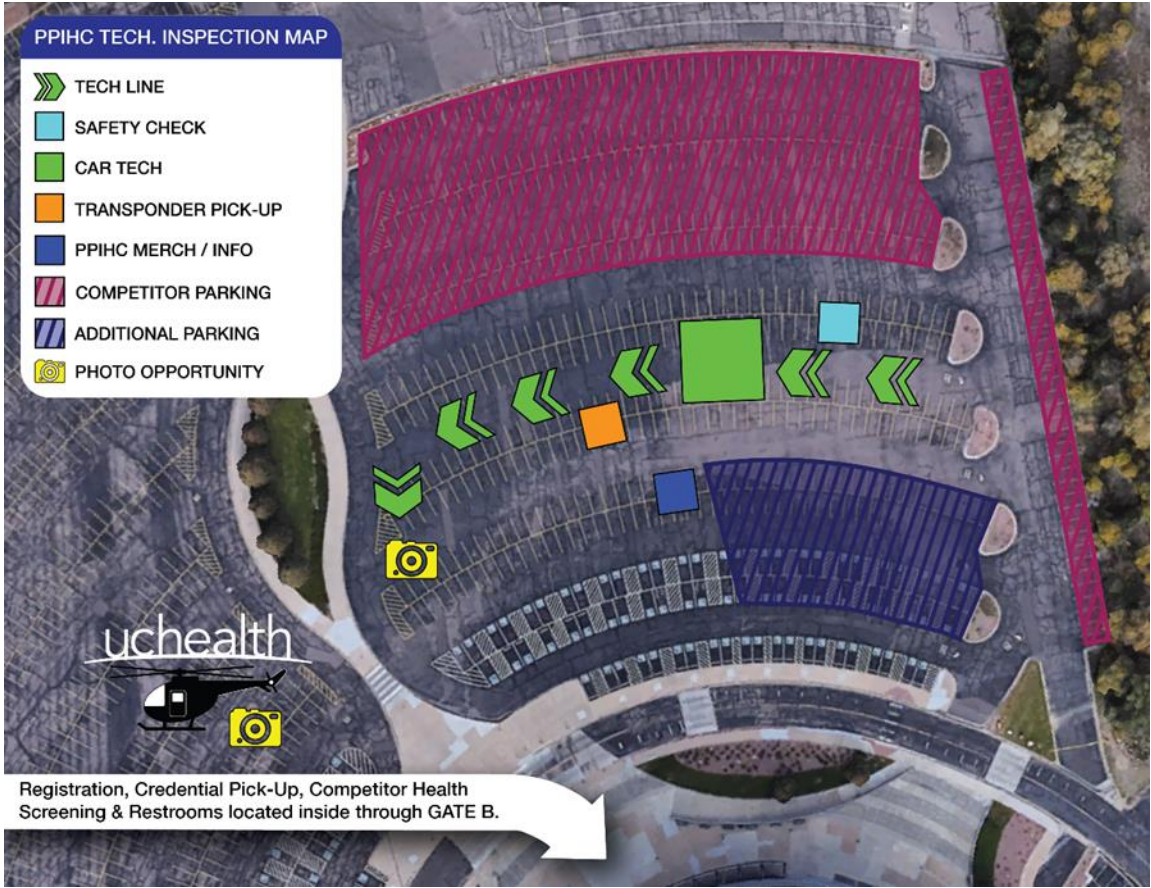 PPIHC TECH. INSPECTION MAP
TECH LINE
SAFETY CHECK
CAR TECH
TRANSPONDER PICK-UP
PPIHC MERCH / INFO
COMPETITOR PARKING
ADDITIONAL PARKING
PHOTO OPPORTUNITY
uchealth
Registration, Credential Pick-Up, Competitor Health
Screening & Restrooms located inside through GATE B.